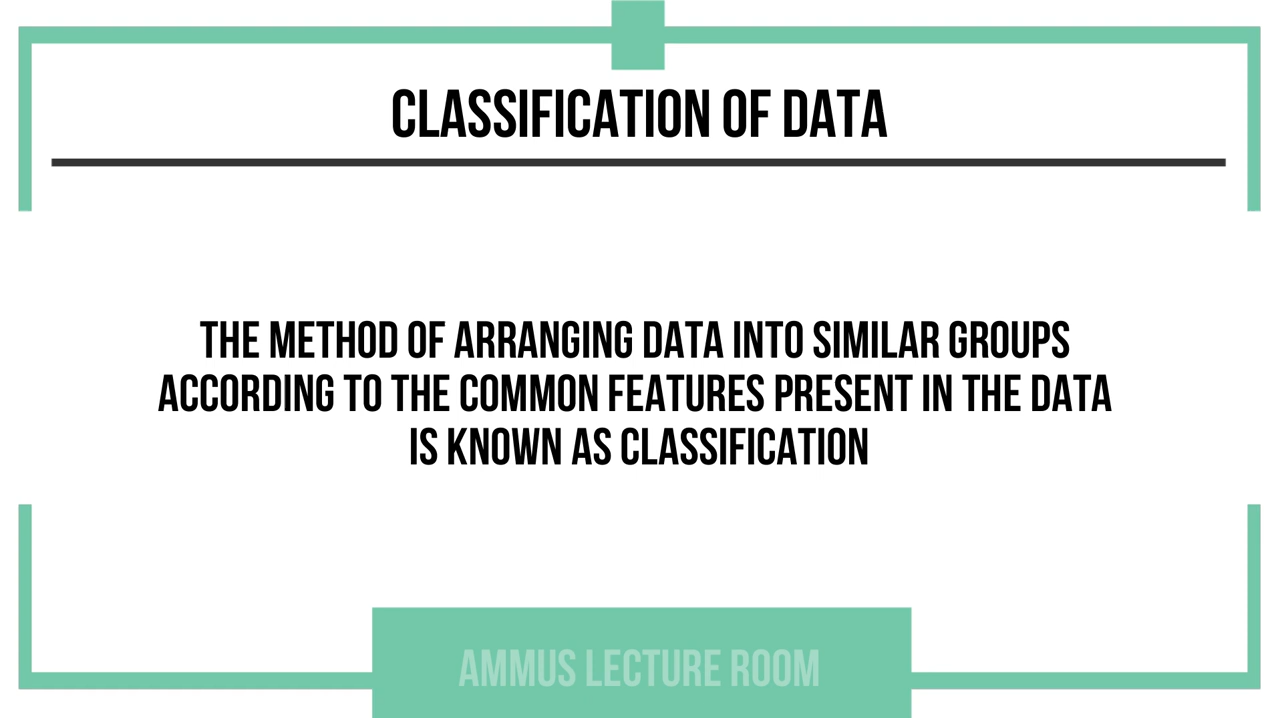 CLASSIFICATION OF DATA
THE METHOD OF ARRANGING DATA INTO SIMILAR GROUPS
ACCORDING TO THE COMMON FEATURES PRESENT IN THE DATA
IS KNOWN AS CLASSIFICATION
AMMUS LECTURE ROOM